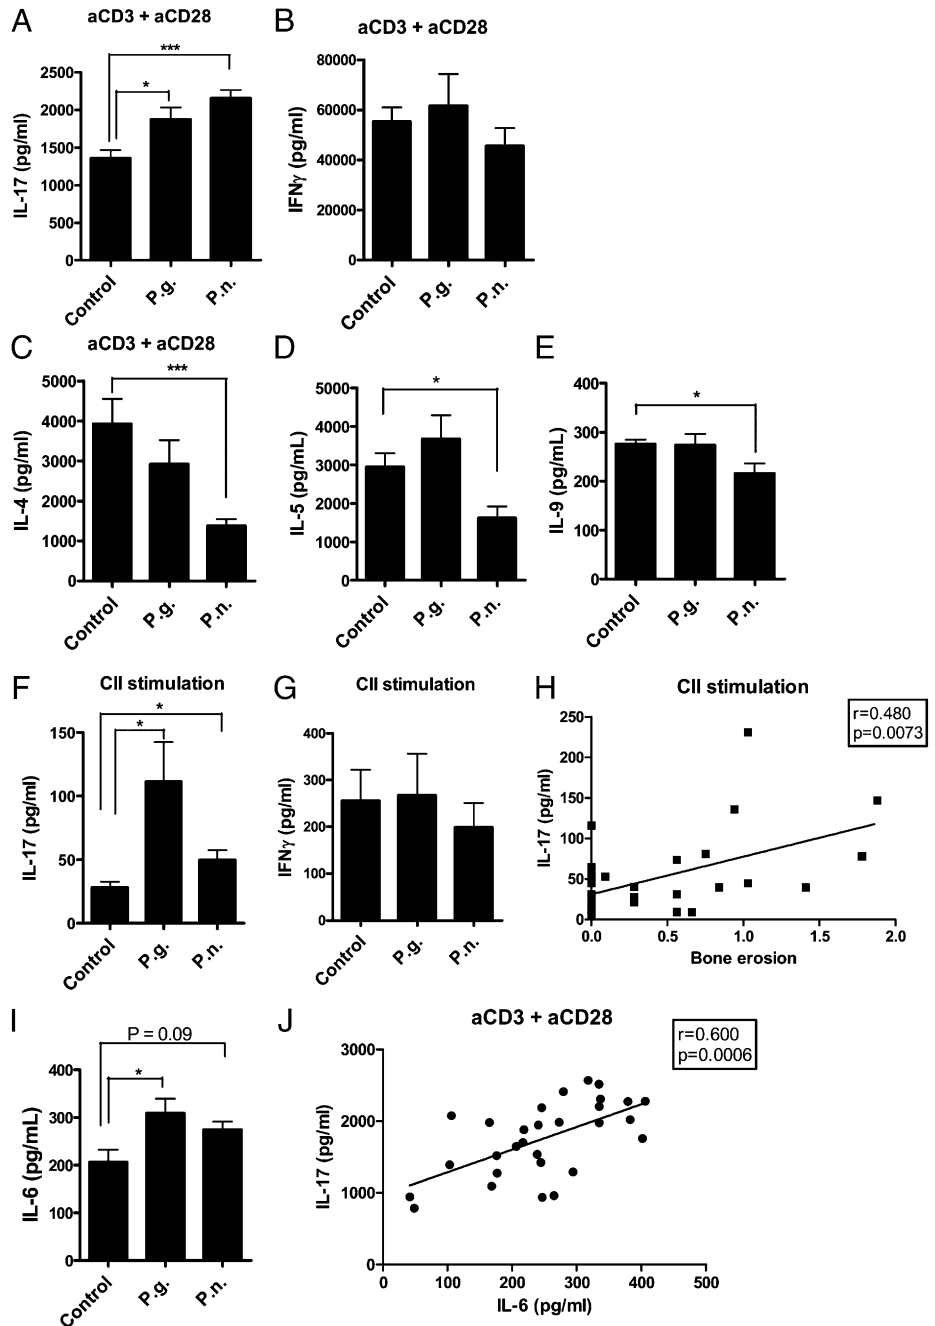 A
aCD3 + aCD28
***
*
2500
2000
1500
1000
500
0
IL-17 (pg/ml)
Control
P.g.
P.n.
B
aCD3 + aCD28
80000
60000
40000
20000
0
IFNγ (pg/ml)
Control
P.g.
P.n.
C
aCD3 + aCD28
***
5000
4000
3000
2000
1000
0
IL-4 (pg/ml)
Control
P.g.
P.n.
D
*
5000
4000
3000
2000
1000
0
IL-5 (pg/mL)
Control
P.g.
P.n.
E
*
400
300
200
100
0
IL-9 (pg/mL)
Control
P.g.
P.n.
F
CII stimulation
*
*
150
100
50
0
IL-17 (pg/ml)
Control
P.g.
P.n.
G
CII stimulation
400
300
200
100
0
IFNγ (pg/ml)
Control
P.g.
P.n.
H
CII stimulation
r=0.480
p=0.0073
250
200
150
100
50
0
IL-17 (pg/ml)
0.0
0.5
1.0
1.5
2.0
Bone erosion
I
P = 0.09
*
400
300
200
100
0
IL-6 (pg/mL)
Control
P.g.
P.n.
J
aCD3 + aCD28
r=0.600
p=0.0006
3000
2000
1000
0
IL-17 (pg/ml)
0
100
200
300
400
500
IL-6 (pg/ml)